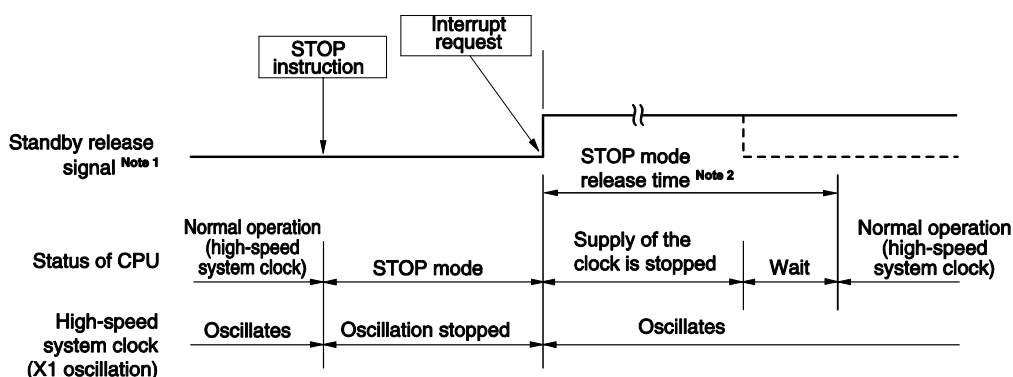 Interrupt
request
STOP
instruction
Standby release
signal Note 1
STOP mode
release time Note 2
Status of CPU
Normal operation
(high-speed
system clock)
STOP mode
Supply of the
clock is stopped
Wait
Normal operation
(high-speed
system clock)
High-speed
system clock
(X1 oscillation)
Oscillates
Oscillation stopped
Oscillates